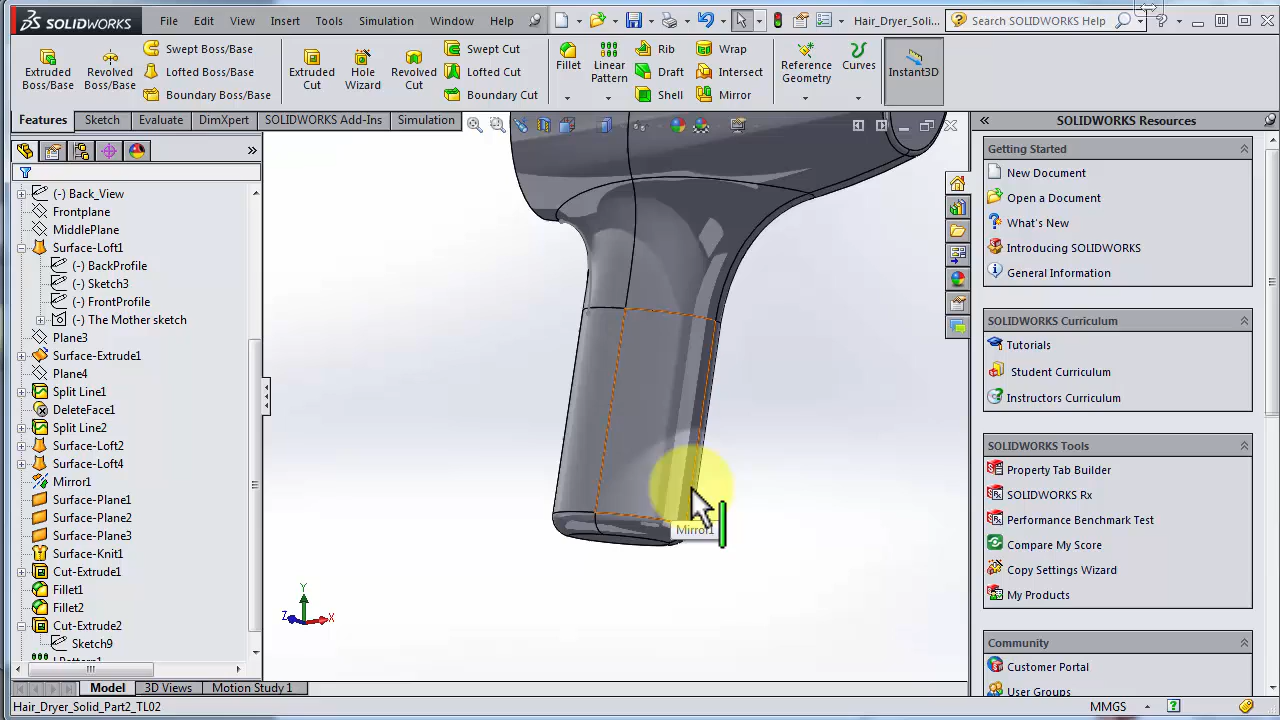 SOLIDWORKS File Edit View Insert Tools Simulation Window Help Hair_Dryer_Soli... Search SOLIDWORKS Help
Extruded Boss/Base
Revolved Boss/Base
Swept Boss/Base
Lofted Boss/Base
Boundary Boss/Base
Extruded Cut
Hole Wizard
Revolved Cut
Swept Cut
Lofted Cut
Boundary Cut
Fillet
Linear Pattern
Rib
Draft
Shell
Wrap
Intersect
Mirror
Reference Geometry
Curves
Instant3D
Features Sketch Evaluate DimXpert SOLIDWORKS Add-Ins Simulation
(-) Back_View
Frontplane
MiddlePlane
Surface-Loft1
(-) BackProfile
(-) Sketch3
(-) FrontProfile
(-) The Mother sketch
Plane3
Surface-Extrude1
Plane4
Split Line1
DeleteFace1
Split Line2
Surface-Loft2
Surface-Loft4
Mirror1
Surface-Plane1
Surface-Plane2
Surface-Plane3
Surface-Knit1
Cut-Extrude1
Fillet1
Fillet2
Cut-Extrude2
Sketch9
LPattern1
Mirror1
Y
Z
X
SOLIDWORKS Resources
Getting Started
New Document
Open a Document
What's New
Introducing SOLIDWORKS
General Information
SOLIDWORKS Curriculum
Tutorials
Student Curriculum
Instructors Curriculum
SOLIDWORKS Tools
Property Tab Builder
SOLIDWORKS Rx
Performance Benchmark Test
Compare My Score
Copy Settings Wizard
My Products
Community
Customer Portal
User Groups
Model 3D Views Motion Study 1
Hair_Dryer_Solid_Part2_TL02 MMGS